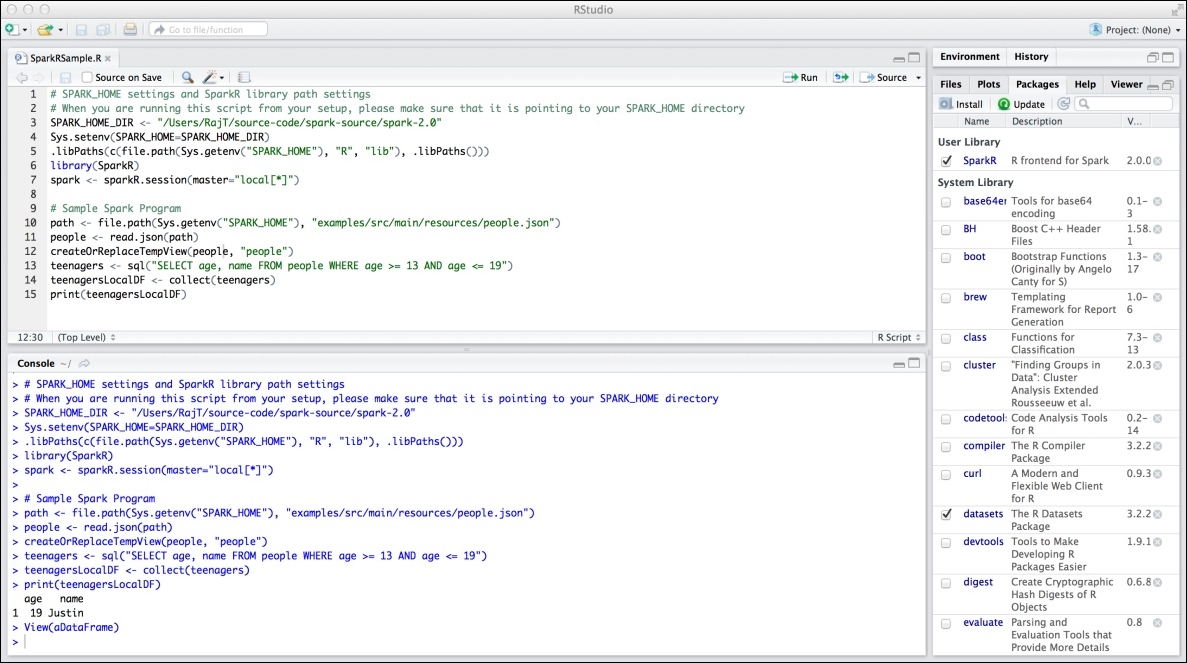 RStudio
Go to file/function
Project: (None)
SparkRSample.R
Source on Save
Run
Source
1 # SPARK_HOME settings and SparkR library path settings
2 # When you are running this script from your setup, please make sure that it is pointing to your SPARK_HOME directory
3 SPARK_HOME_DIR <- "/Users/RajT/source-code/spark-source/spark-2.0"
4 Sys.setenv(SPARK_HOME=SPARK_HOME_DIR)
5 .libPaths(c(file.path(Sys.getenv("SPARK_HOME"), "R", "lib"), .libPaths()))
6 library(SparkR)
7 spark <- sparkR.session(master="local[*]")
8
9 # Sample Spark Program
10 path <- file.path(Sys.getenv("SPARK_HOME"), "examples/src/main/resources/people.json")
11 people <- read.json(path)
12 createOrReplaceTempView(people, "people")
13 teenagers <- sql("SELECT age, name FROM people WHERE age >= 13 AND age <= 19")
14 teenagersLocalDF <- collect(teenagers)
15 print(teenagersLocalDF)
12:30 (Top Level) R Script
Console ~/
> # SPARK_HOME settings and SparkR library path settings
> # When you are running this script from your setup, please make sure that it is pointing to your SPARK_HOME directory
> SPARK_HOME_DIR <- "/Users/RajT/source-code/spark-source/spark-2.0"
> Sys.setenv(SPARK_HOME=SPARK_HOME_DIR)
> .libPaths(c(file.path(Sys.getenv("SPARK_HOME"), "R", "lib"), .libPaths()))
> library(SparkR)
> spark <- sparkR.session(master="local[*]")
>
> # Sample Spark Program
> path <- file.path(Sys.getenv("SPARK_HOME"), "examples/src/main/resources/people.json")
> people <- read.json(path)
> createOrReplaceTempView(people, "people")
> teenagers <- sql("SELECT age, name FROM people WHERE age >= 13 AND age <= 19")
> teenagersLocalDF <- collect(teenagers)
> print(teenagersLocalDF)
age name
1 19 Justin
> View(aDataFrame)
>
Environment History
Files Plots Packages Help Viewer
Install Update
Name Description V...
User Library
SparkR R frontend for Spark 2.0.0
System Library
base64er Tools for base64 0.1-
encoding 3
BH Boost C++ Header 1.58.
Files 1
boot Bootstrap Functions 1.3-
(Originally by Angelo 17
Canty for S)
brew Templating 1.0-
Framework for Report 6
Generation
class Functions for 7.3-
Classification 13
cluster "Finding Groups in 2.0.3
Data": Cluster
Analysis Extended
Rousseeuw et al.
codetool Code Analysis Tools 0.2-
for R 14
compiler The R Compiler 3.2.2
Package
curl A Modern and 0.9.3
Flexible Web Client
for R
datasets The R Datasets 3.2.2
Package
devtools Tools to Make 1.9.1
Developing R
Packages Easier
digest Create Cryptographic 0.6.8
Hash Digests of R
Objects
evaluate Parsing and 0.8
Evaluation Tools that
Provide More Details